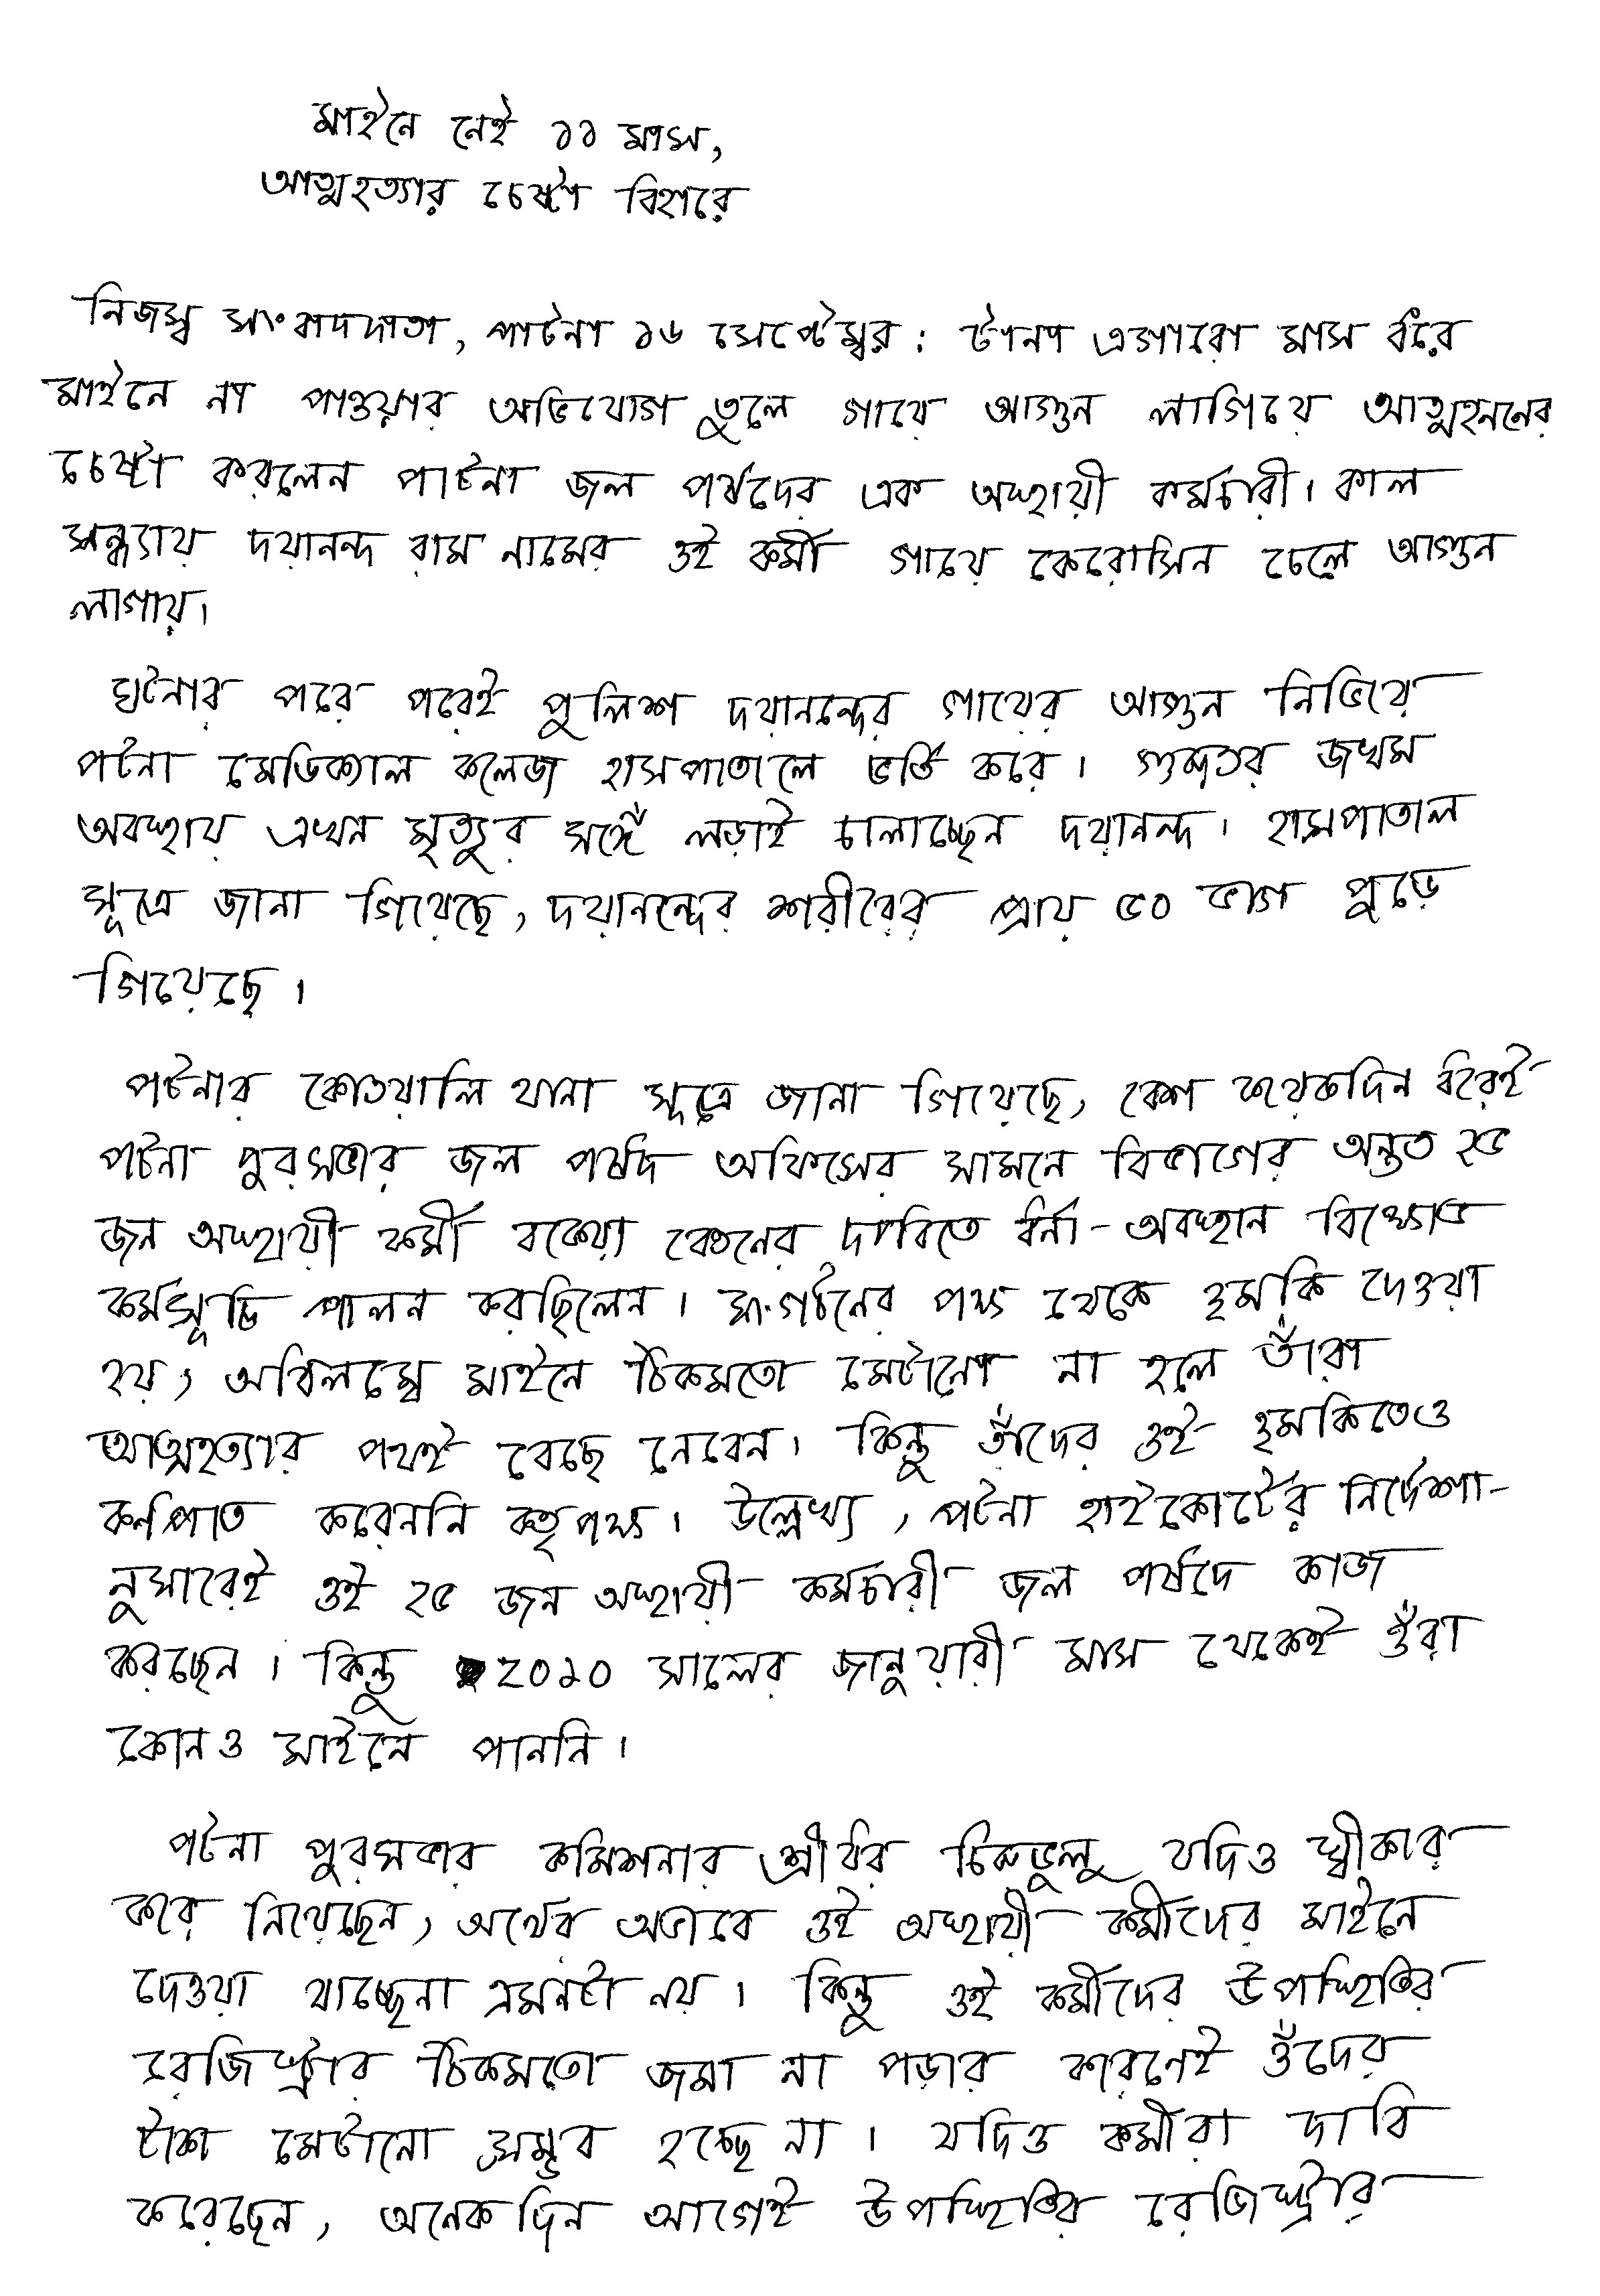 মাইনে নেই ১১ মাস,
আত্মহত্যার চেষ্টা বিহারে
নিজস্ব সাংবাদদাতা, পাটনা ১৬ সেপ্টেম্বর : টানা এগারো মাস ধরে
মাইনে না পাওয়ার অভিযোগ তুলে গায়ে আগুন লাগিয়ে আত্মহননের
চেষ্টা করলেন পাটনা জল পর্ষদের এক অস্থায়ী কর্মচারী। কাল
সন্ধ্যায় দয়ানন্দ রাম নামের ওই কর্মী গায়ে কেরোসিন ঢেলে আগুন
লাগায়।
ঘটনার পরে পরেই পুলিশ দয়ানন্দের গায়ের আগুন নিভিয়ে
পটনা মেডিক্যাল কলেজ হাসপাতালে ভর্তি করে। গুরুতর জখম
অবস্থায় এখন মৃত্যুর সঙ্গে লড়াই চালাচ্ছেন দয়ানন্দ। হাসপাতাল
সূত্রে জানা গিয়েছে, দয়ানন্দের শরীরের প্রায় ৫০ ভাগ পুড়ে
গিয়েছে।
পটনার কোতয়ালি থানা সূত্রে জানা গিয়েছে, বেশ কয়েকদিন ধরেই
পটনা পুরসভার জল পর্ষদ অফিসের সামনে বিভাগের অন্তত ২৫
জন অস্থায়ী কর্মী বকেয়া বেতনের দাবিতে ধর্না-অবস্থান বিক্ষোভ
কর্মসূচি পালন করছিলেন। সংগঠনের পক্ষ থেকে হুমকি দেওয়া
হয়, অবিলম্বে মাইনে ঠিকমতো মেটানো না হলে তাঁরা
আত্মহত্যার পথই বেছে নেবেন। কিন্তু তাঁদের ওই হুমকিতেও
কর্ণপাত করেননি কর্তৃপক্ষ। উল্লেখ্য, পটনা হাইকোর্টের নির্দেশা-
নুসারেই ওই ২৫ জন অস্থায়ী কর্মচারী জল পর্ষদে কাজ
করছেন। কিন্তু ২০১০ সালের জানুয়ারী মাস থেকেই ওঁরা
কোনও মাইনে পাননি।
পটনা পুরসভার কমিশনার শ্রীধর চিকভুলু যদিও স্বীকার
করে নিয়েছেন, অর্থের অভাবে ওই অস্থায়ী কর্মীদের মাইনে
দেওয়া যাচ্ছেনা এমনটা নয়। কিন্তু ওই কর্মীদের উপস্থিতির
রেজিস্ট্রার ঠিকমতো জমা না পড়ার কারনেই ওঁদের
টাকা মেটানো সম্ভব হচ্ছে না। যদিও কর্মীরা দাবি
করেছেন, অনেকদিন আগেই উপস্থিতির রেজিস্ট্রার